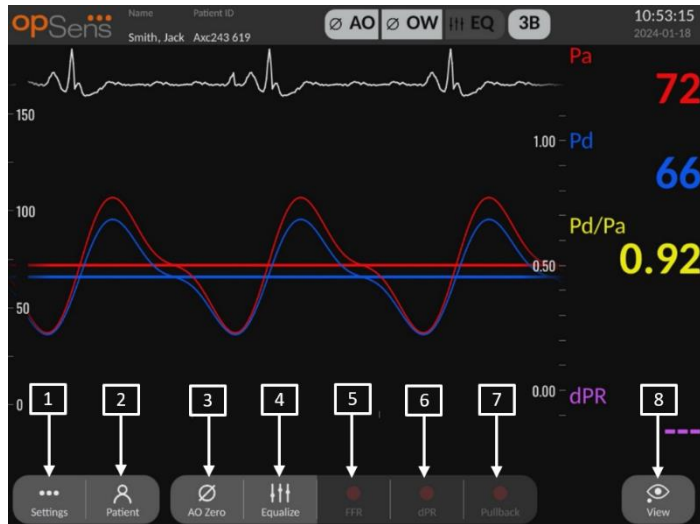 opSens
Name Patient ID
Smith, Jack Axc243 619
AO OW EQ 3B
10:53:15
2024-01-18
Pa
72
150
1.00
Pd
66
100
Pd/Pa
0.92
0.50
50
0.00
dPR
---
0
1 2 3 4 5 6 7 8
Settings Patient AO Zero Equalize FFR dPR Pullback View